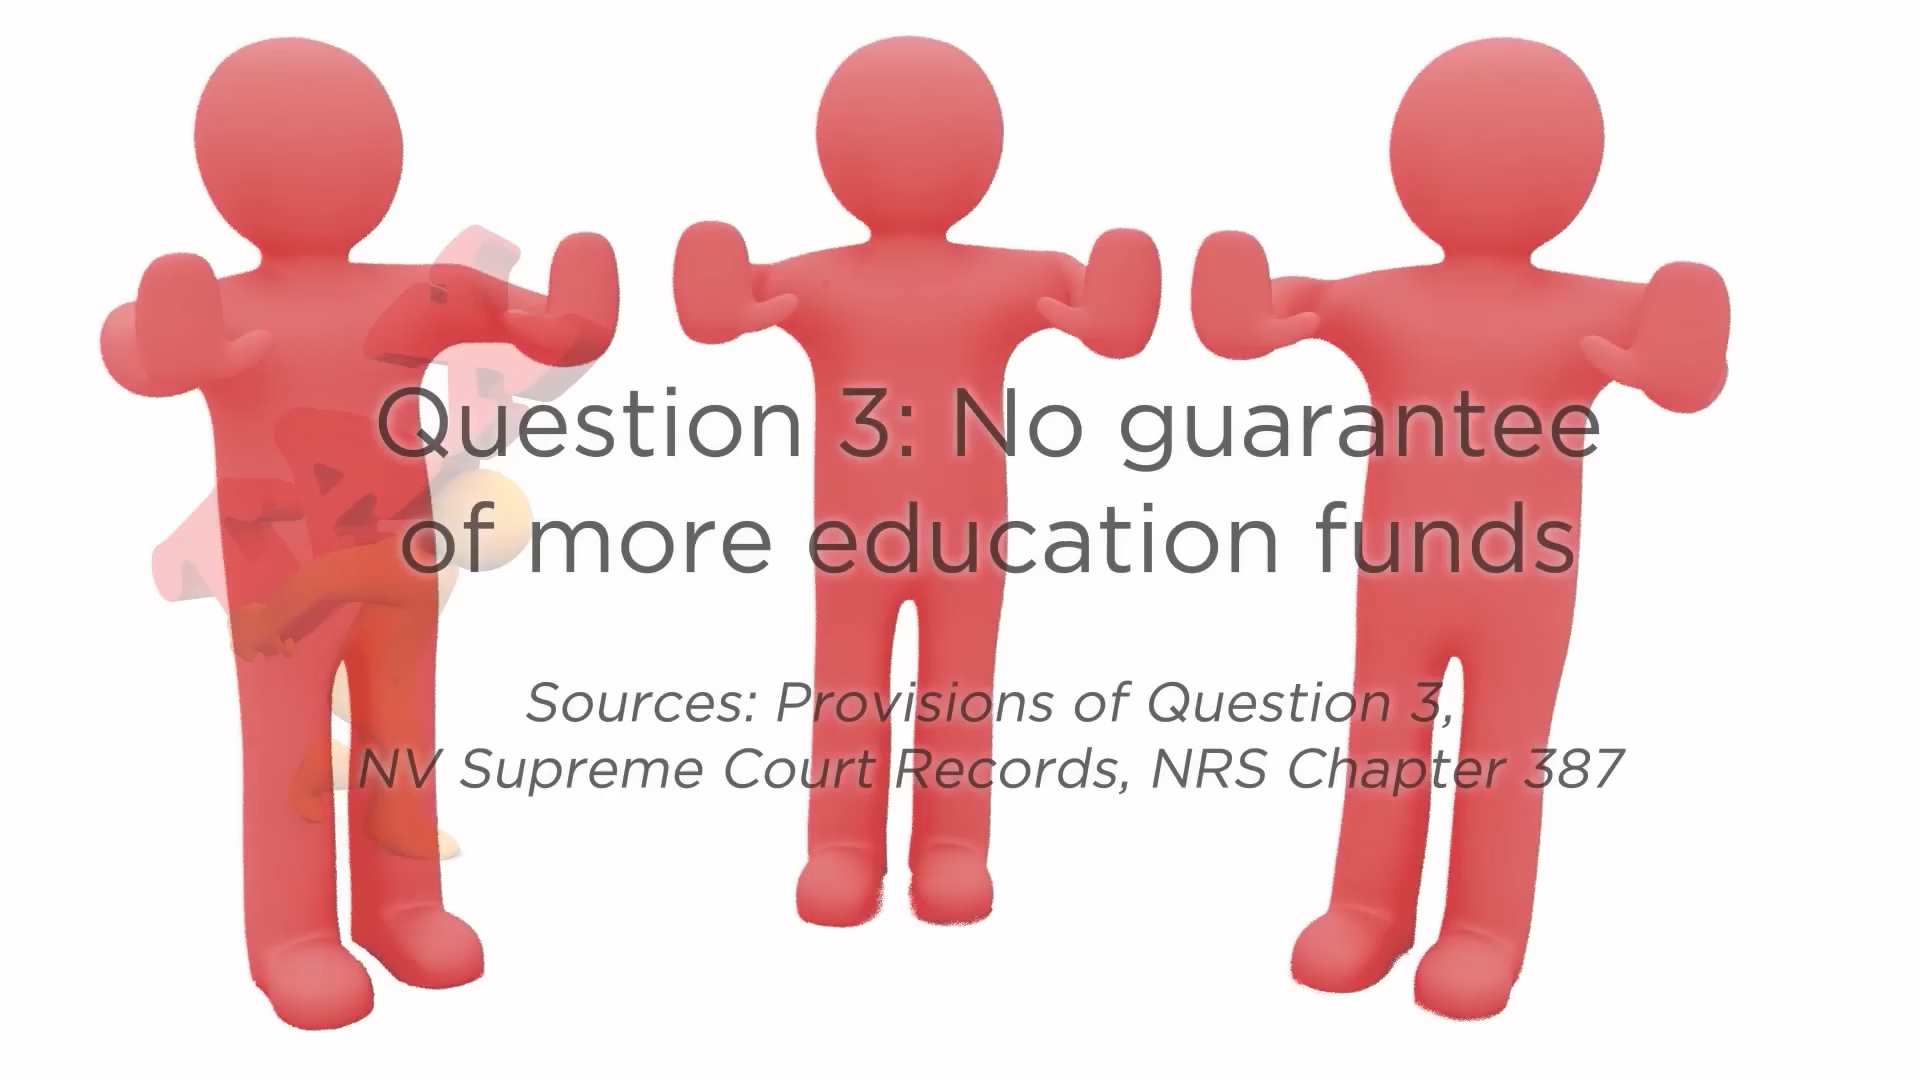 Question 3: No guarantee
of more education funds
Sources: Provisions of Question 3,
NV Supreme Court Records, NRS Chapter 387